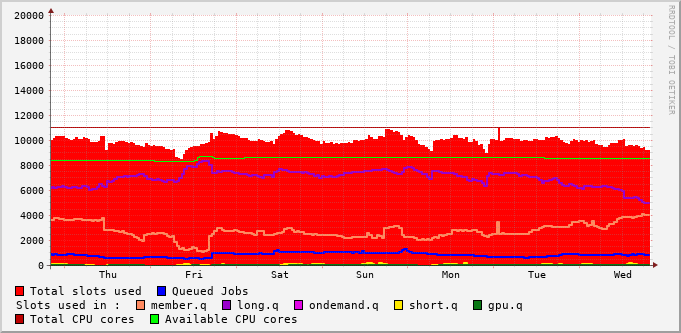 20000
18000
16000
14000
12000
10000
8000
6000
4000
2000
0
Thu Fri Sat Sun Mon Tue Wed
RRDTOOL / TOBI OETIKER
Total slots used Queued Jobs
Slots used in : member.q long.q ondemand.q short.q gpu.q
Total CPU cores Available CPU cores